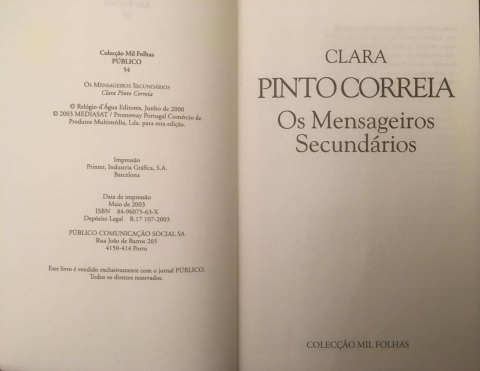 Colecção Mil Folhas
PÚBLICO
54
Os Mensageiros Secundários
Clara Pinto Correia
© Relógio d'Água Editores, Junho de 2000
© 2003 MEDIASAT / Promoway Portugal Comércio de
Produtos Multimédia, Lda. para esta edição.
Impressão
Printer, Industria Gráfica, S.A.
Barcelona
Data de impressão
Maio de 2003
ISBN 84-96075-63-X
Depósito Legal B.17 107-2003
PÚBLICO COMUNICAÇÃO SOCIAL SA
Rua João de Barros 265
4150-414 Porto
Este livro é vendido exclusivamente com o jornal PÚBLICO.
Todos os direitos reservados.
CLARA
PINTO CORREIA
Os Mensageiros
Secundários
COLECÇÃO MIL FOLHAS